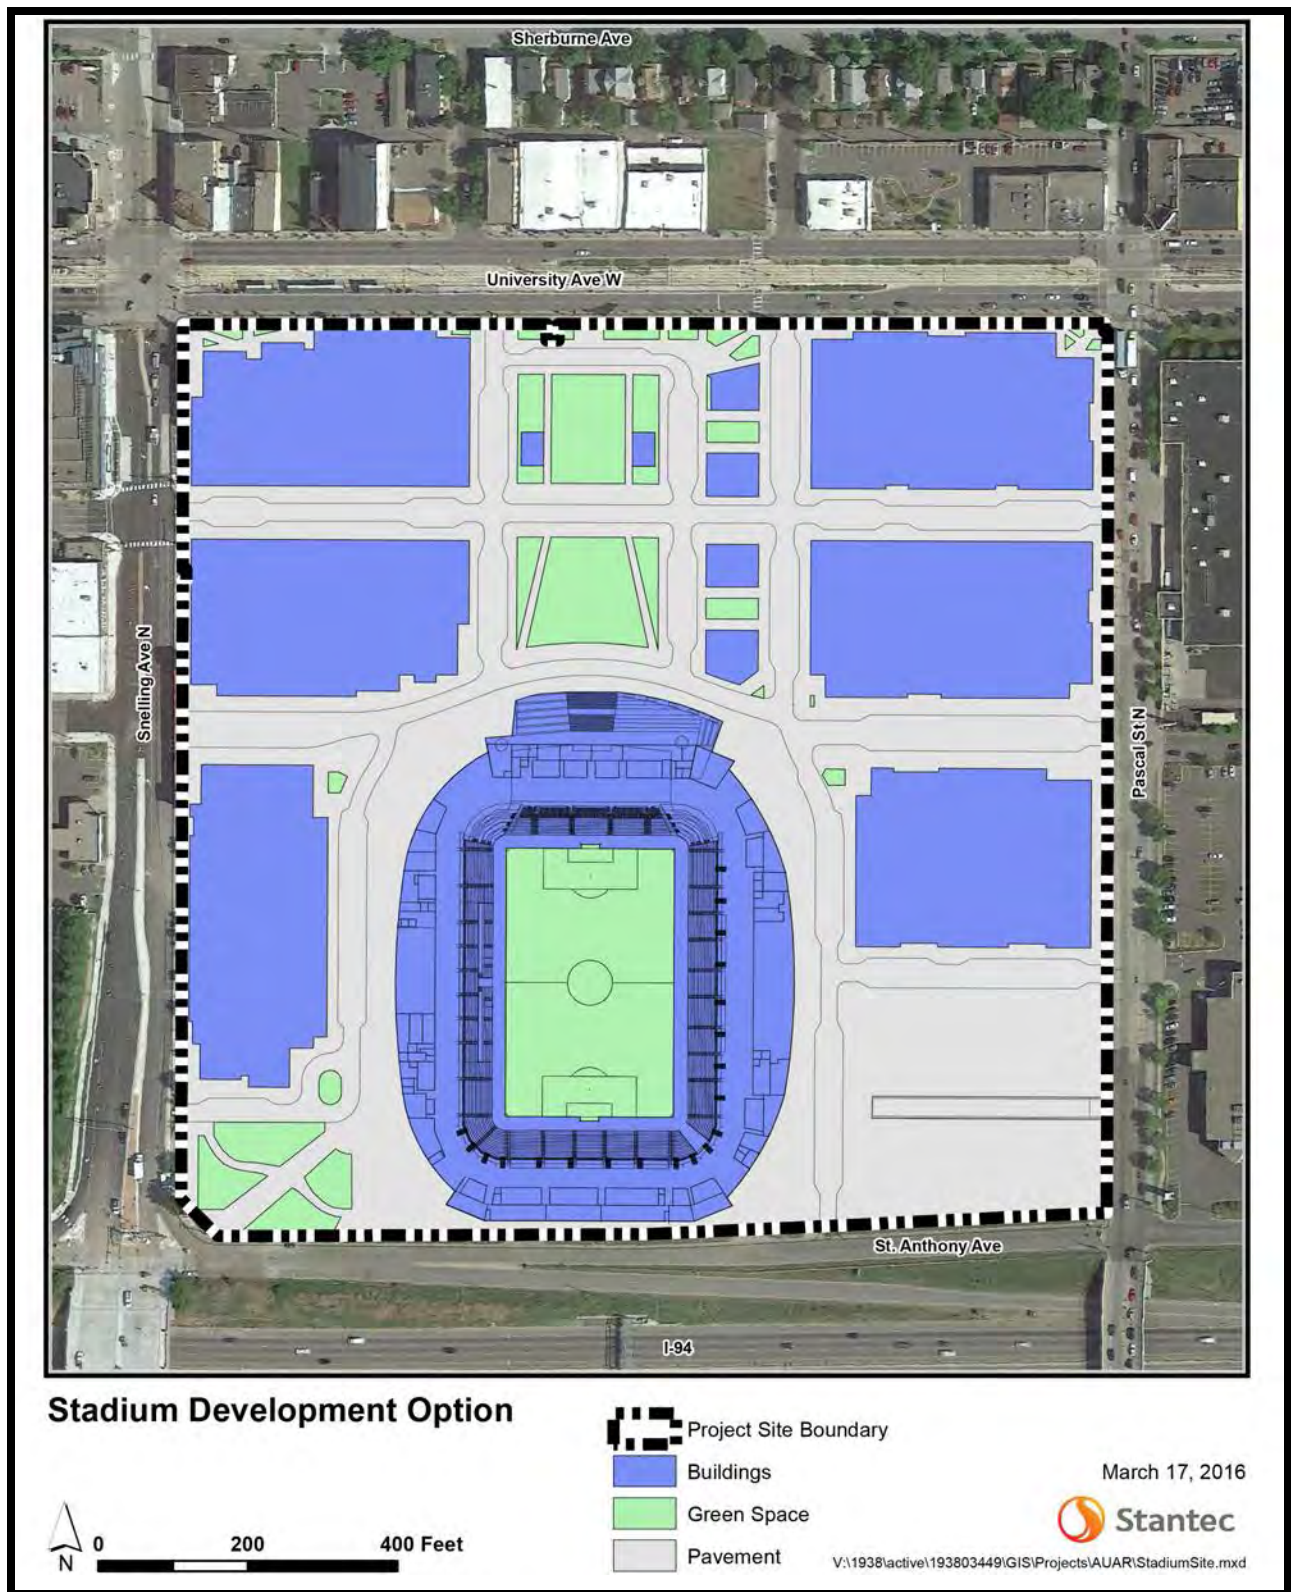 Sherburne Ave
University Ave W
Snelling Ave N
Pascal St N
St. Anthony Ave
I-94
Stadium Development Option
Project Site Boundary
Buildings
Green Space
Pavement
March 17, 2016
Stantec
N
0 200 400 Feet
V:\1938\active\193803449\GIS\Projects\AUAR\StadiumSite.mxd